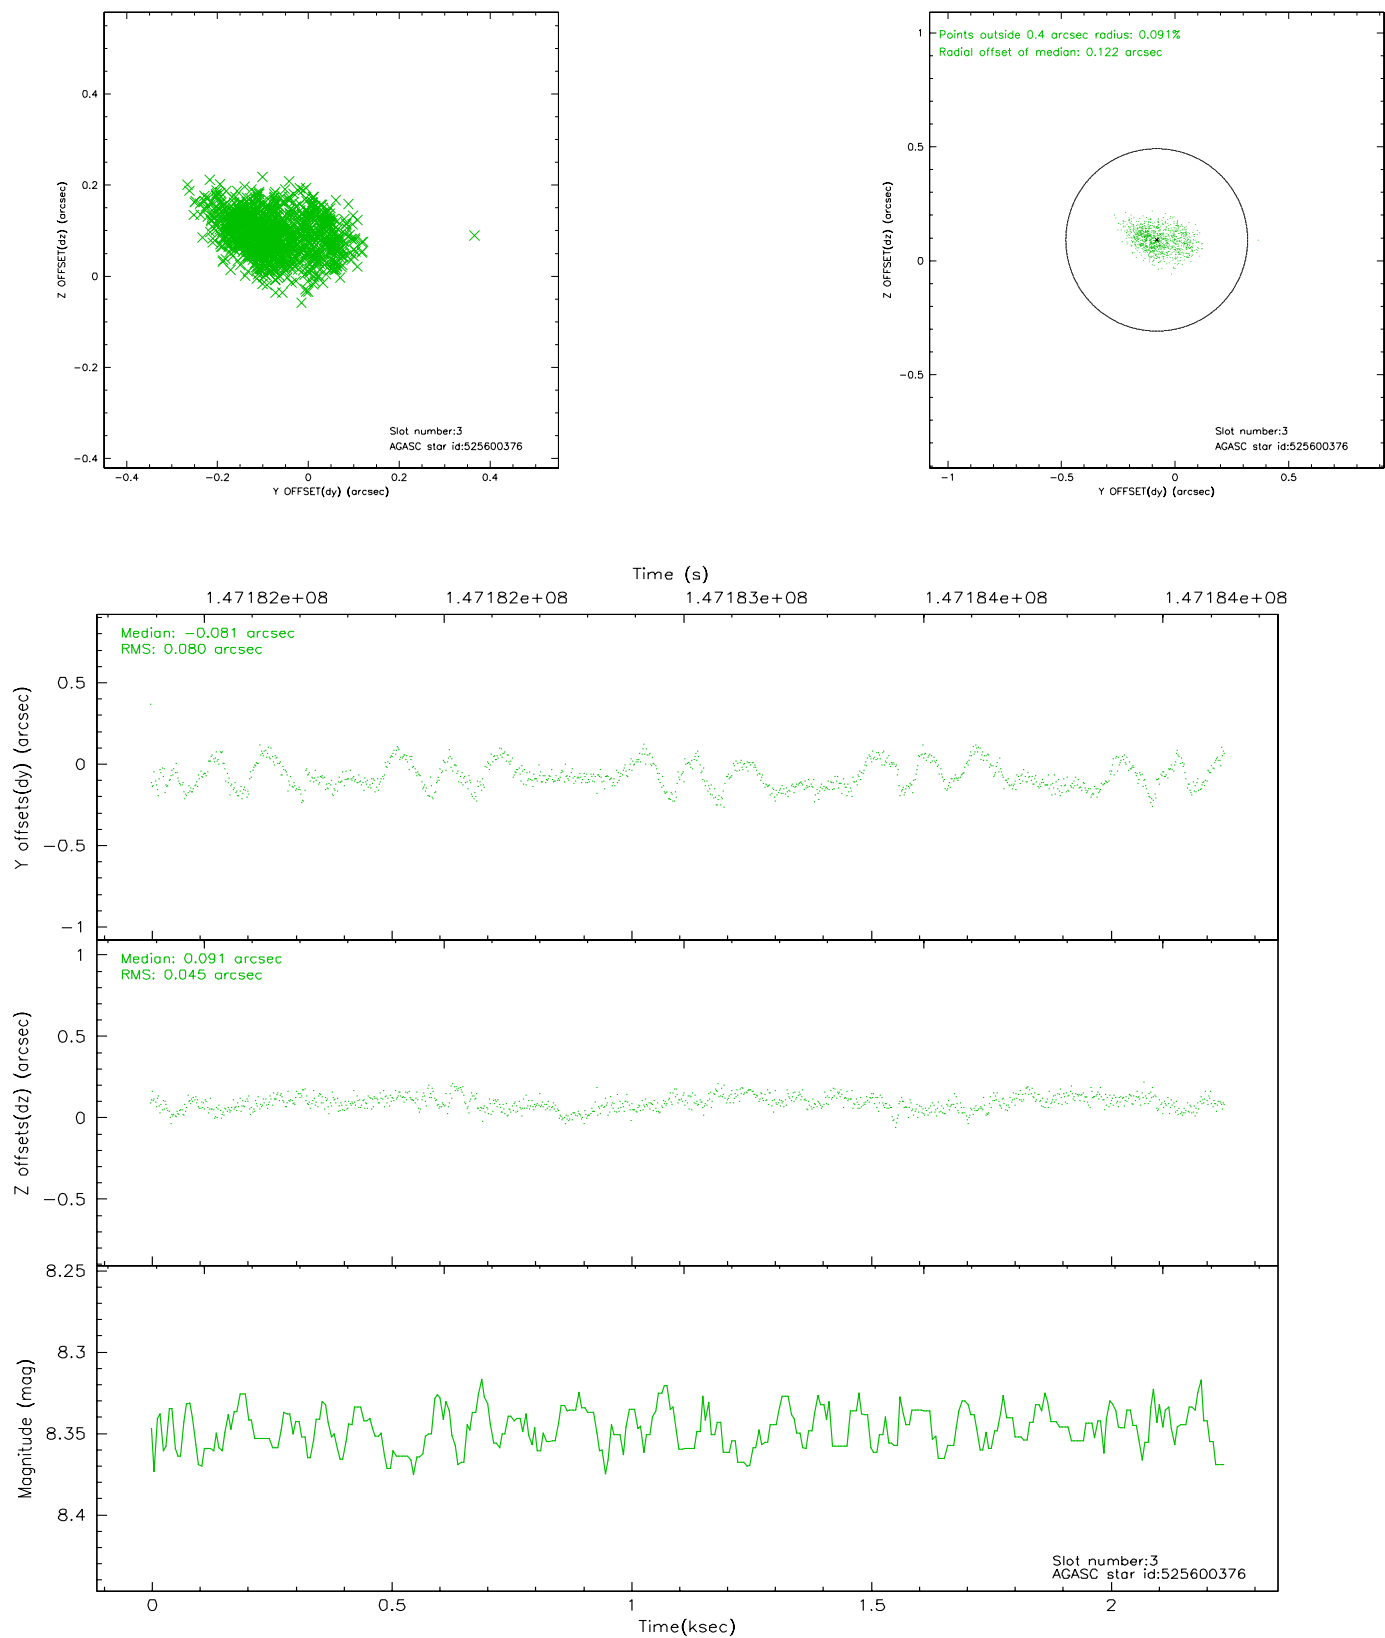 0.4
0.2
0
−0.2
−0.4
−0.4
−0.2
0
0.2
0.4
Z OFFSET(dz) (arcsec)
Y OFFSET(dy) (arcsec)
Slot number:3
AGASC star id:525600376
Points outside 0.4 arcsec radius: 0.091%
Radial offset of median: 0.122 arcsec
1
0.5
0
−0.5
−1
−0.5
0
0.5
Z OFFSET(dz) (arcsec)
Y OFFSET(dy) (arcsec)
Slot number:3
AGASC star id:525600376
Time (s)
1.47182e+08 1.47182e+08 1.47183e+08 1.47184e+08 1.47184e+08
Median: −0.081 arcsec
RMS: 0.080 arcsec
0.5
0
−0.5
−1
Y offsets(dy) (arcsec)
Median: 0.091 arcsec
RMS: 0.045 arcsec
1
0.5
0
−0.5
Z offsets(dz) (arcsec)
8.25
8.3
8.35
8.4
Magnitude (mag)
Slot number:3
AGASC star id:525600376
0 0.5 1 1.5 2
Time(ksec)